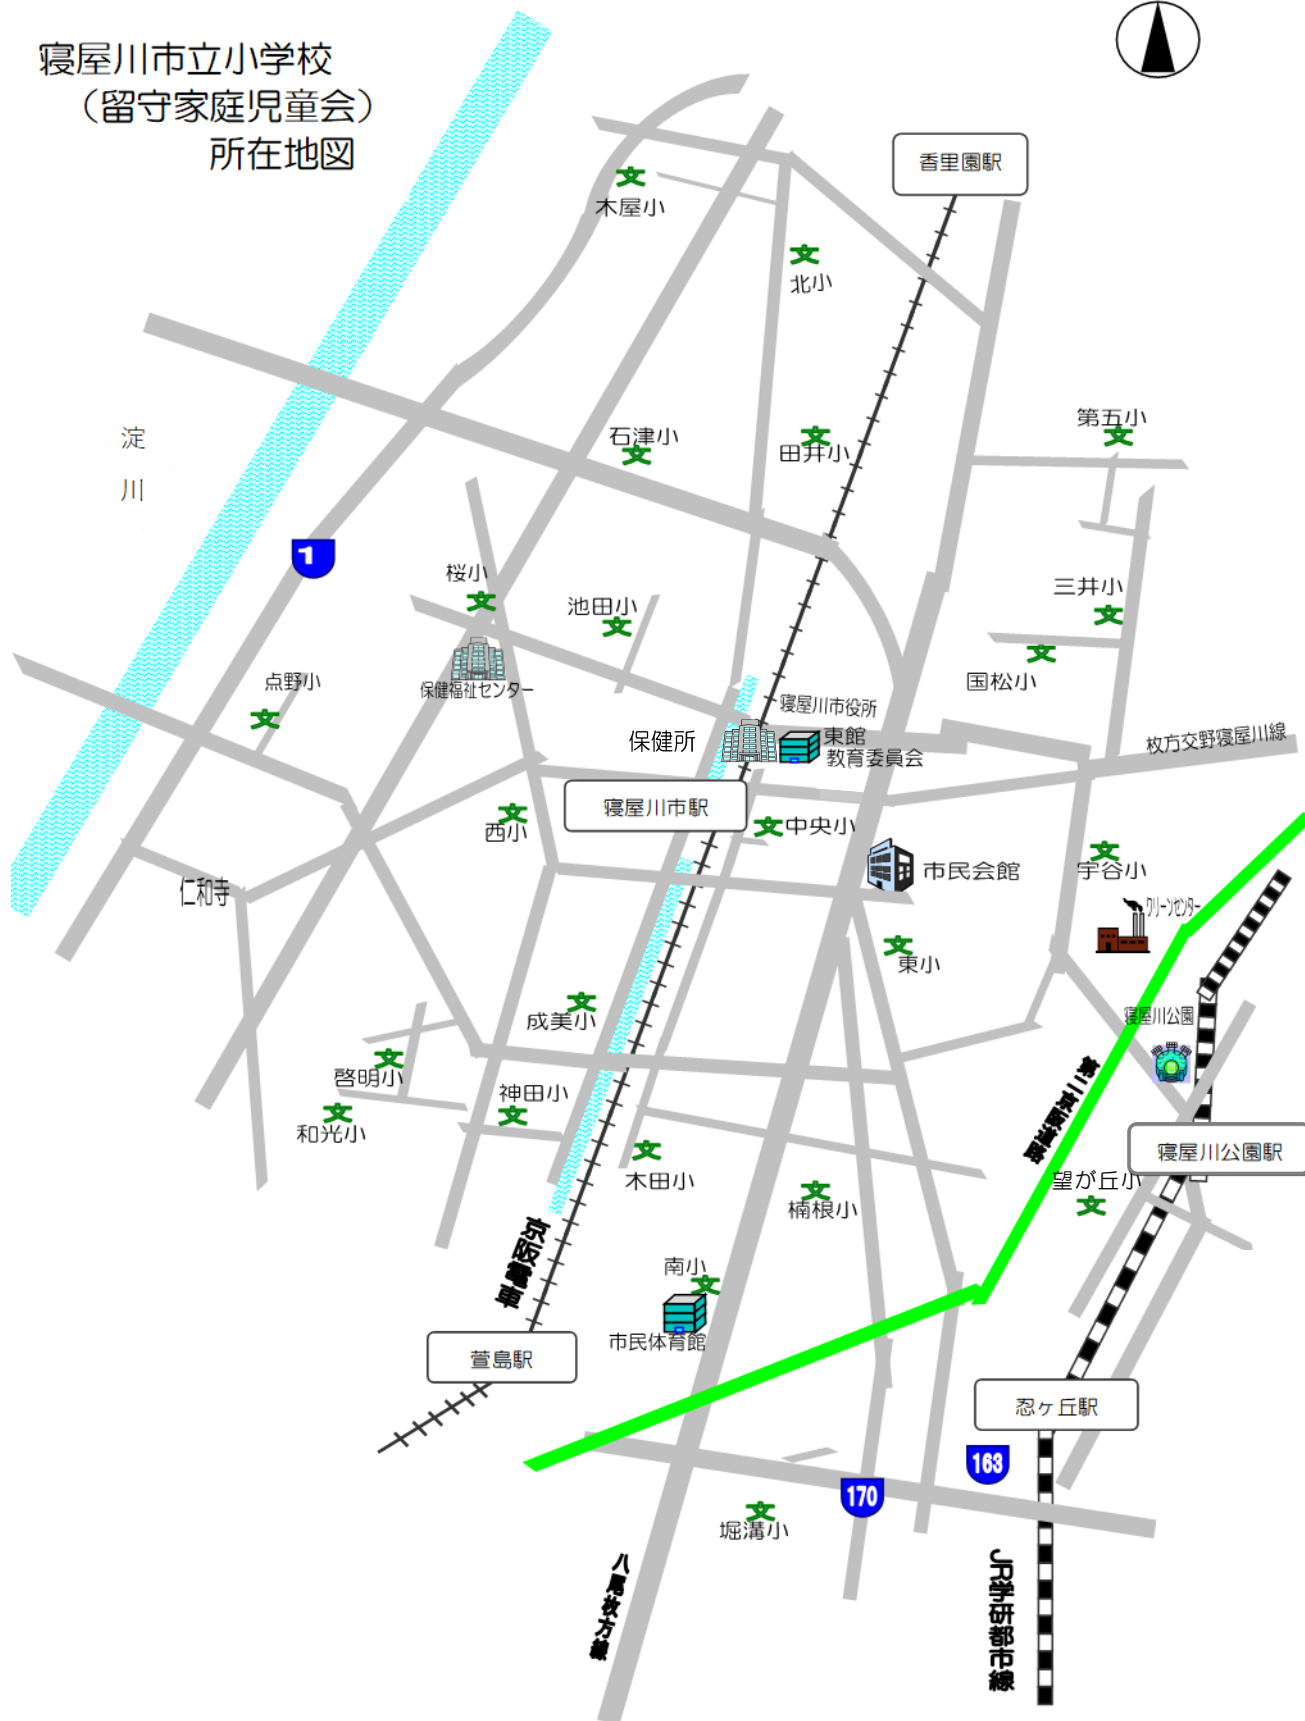 寝屋川市立小学校
（留守家庭児童会）
所在地図
香里園駅
木屋小
北小
淀
川
第五小
石津小
田井小
1
桜小
池田小
三井小
点野小
保健福祉センター
国松小
寝屋川市役所
保健所
東館
教育委員会
枚方交野寝屋川線
寝屋川市駅
西小
中央小
市民会館
宇谷小
仁和寺
クリーンセンター
東小
成美小
寝屋川公園
啓明小
神田小
和光小
第二京阪道路
寝屋川公園駅
木田小
望が丘小
楠根小
京阪電車
南小
市民体育館
萱島駅
忍ヶ丘駅
163
170
堀溝小
八尾枚方線
JR学研都市線